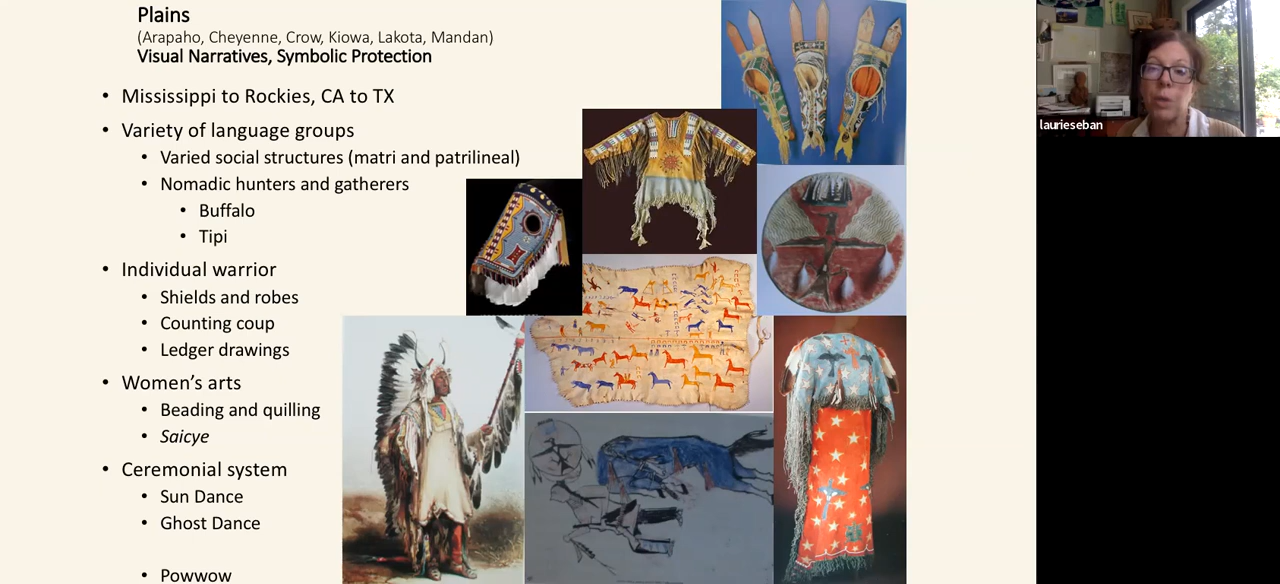 Plains
(Arapaho, Cheyenne, Crow, Kiowa, Lakota, Mandan)
Visual Narratives, Symbolic Protection
• Mississippi to Rockies, CA to TX
• Variety of language groups
• Varied social structures (matri and patrilineal)
• Nomadic hunters and gatherers
• Buffalo
• Tipi
• Individual warrior
• Shields and robes
• Counting coup
• Ledger drawings
• Women’s arts
• Beading and quilling
• Saicye
• Ceremonial system
• Sun Dance
• Ghost Dance
• Powwow
laurieseban